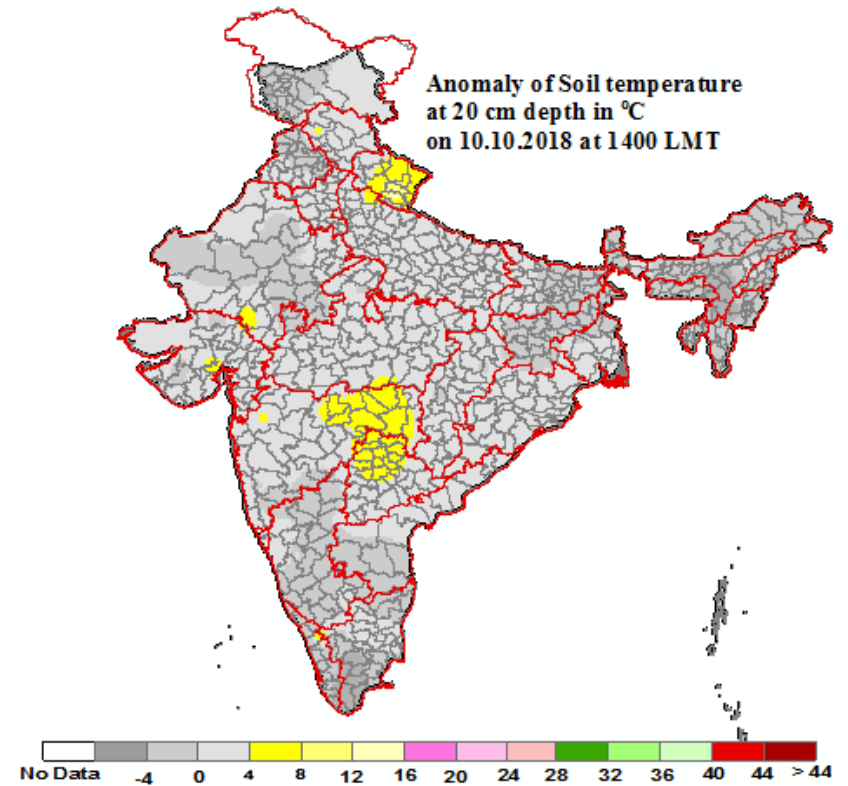 Anomaly of Soil temperature
at 20 cm depth in °C
on 10.10.2018 at 1400 LMT
No Data -4 0 4 8 12 16 20 24 28 32 36 40 44 > 44